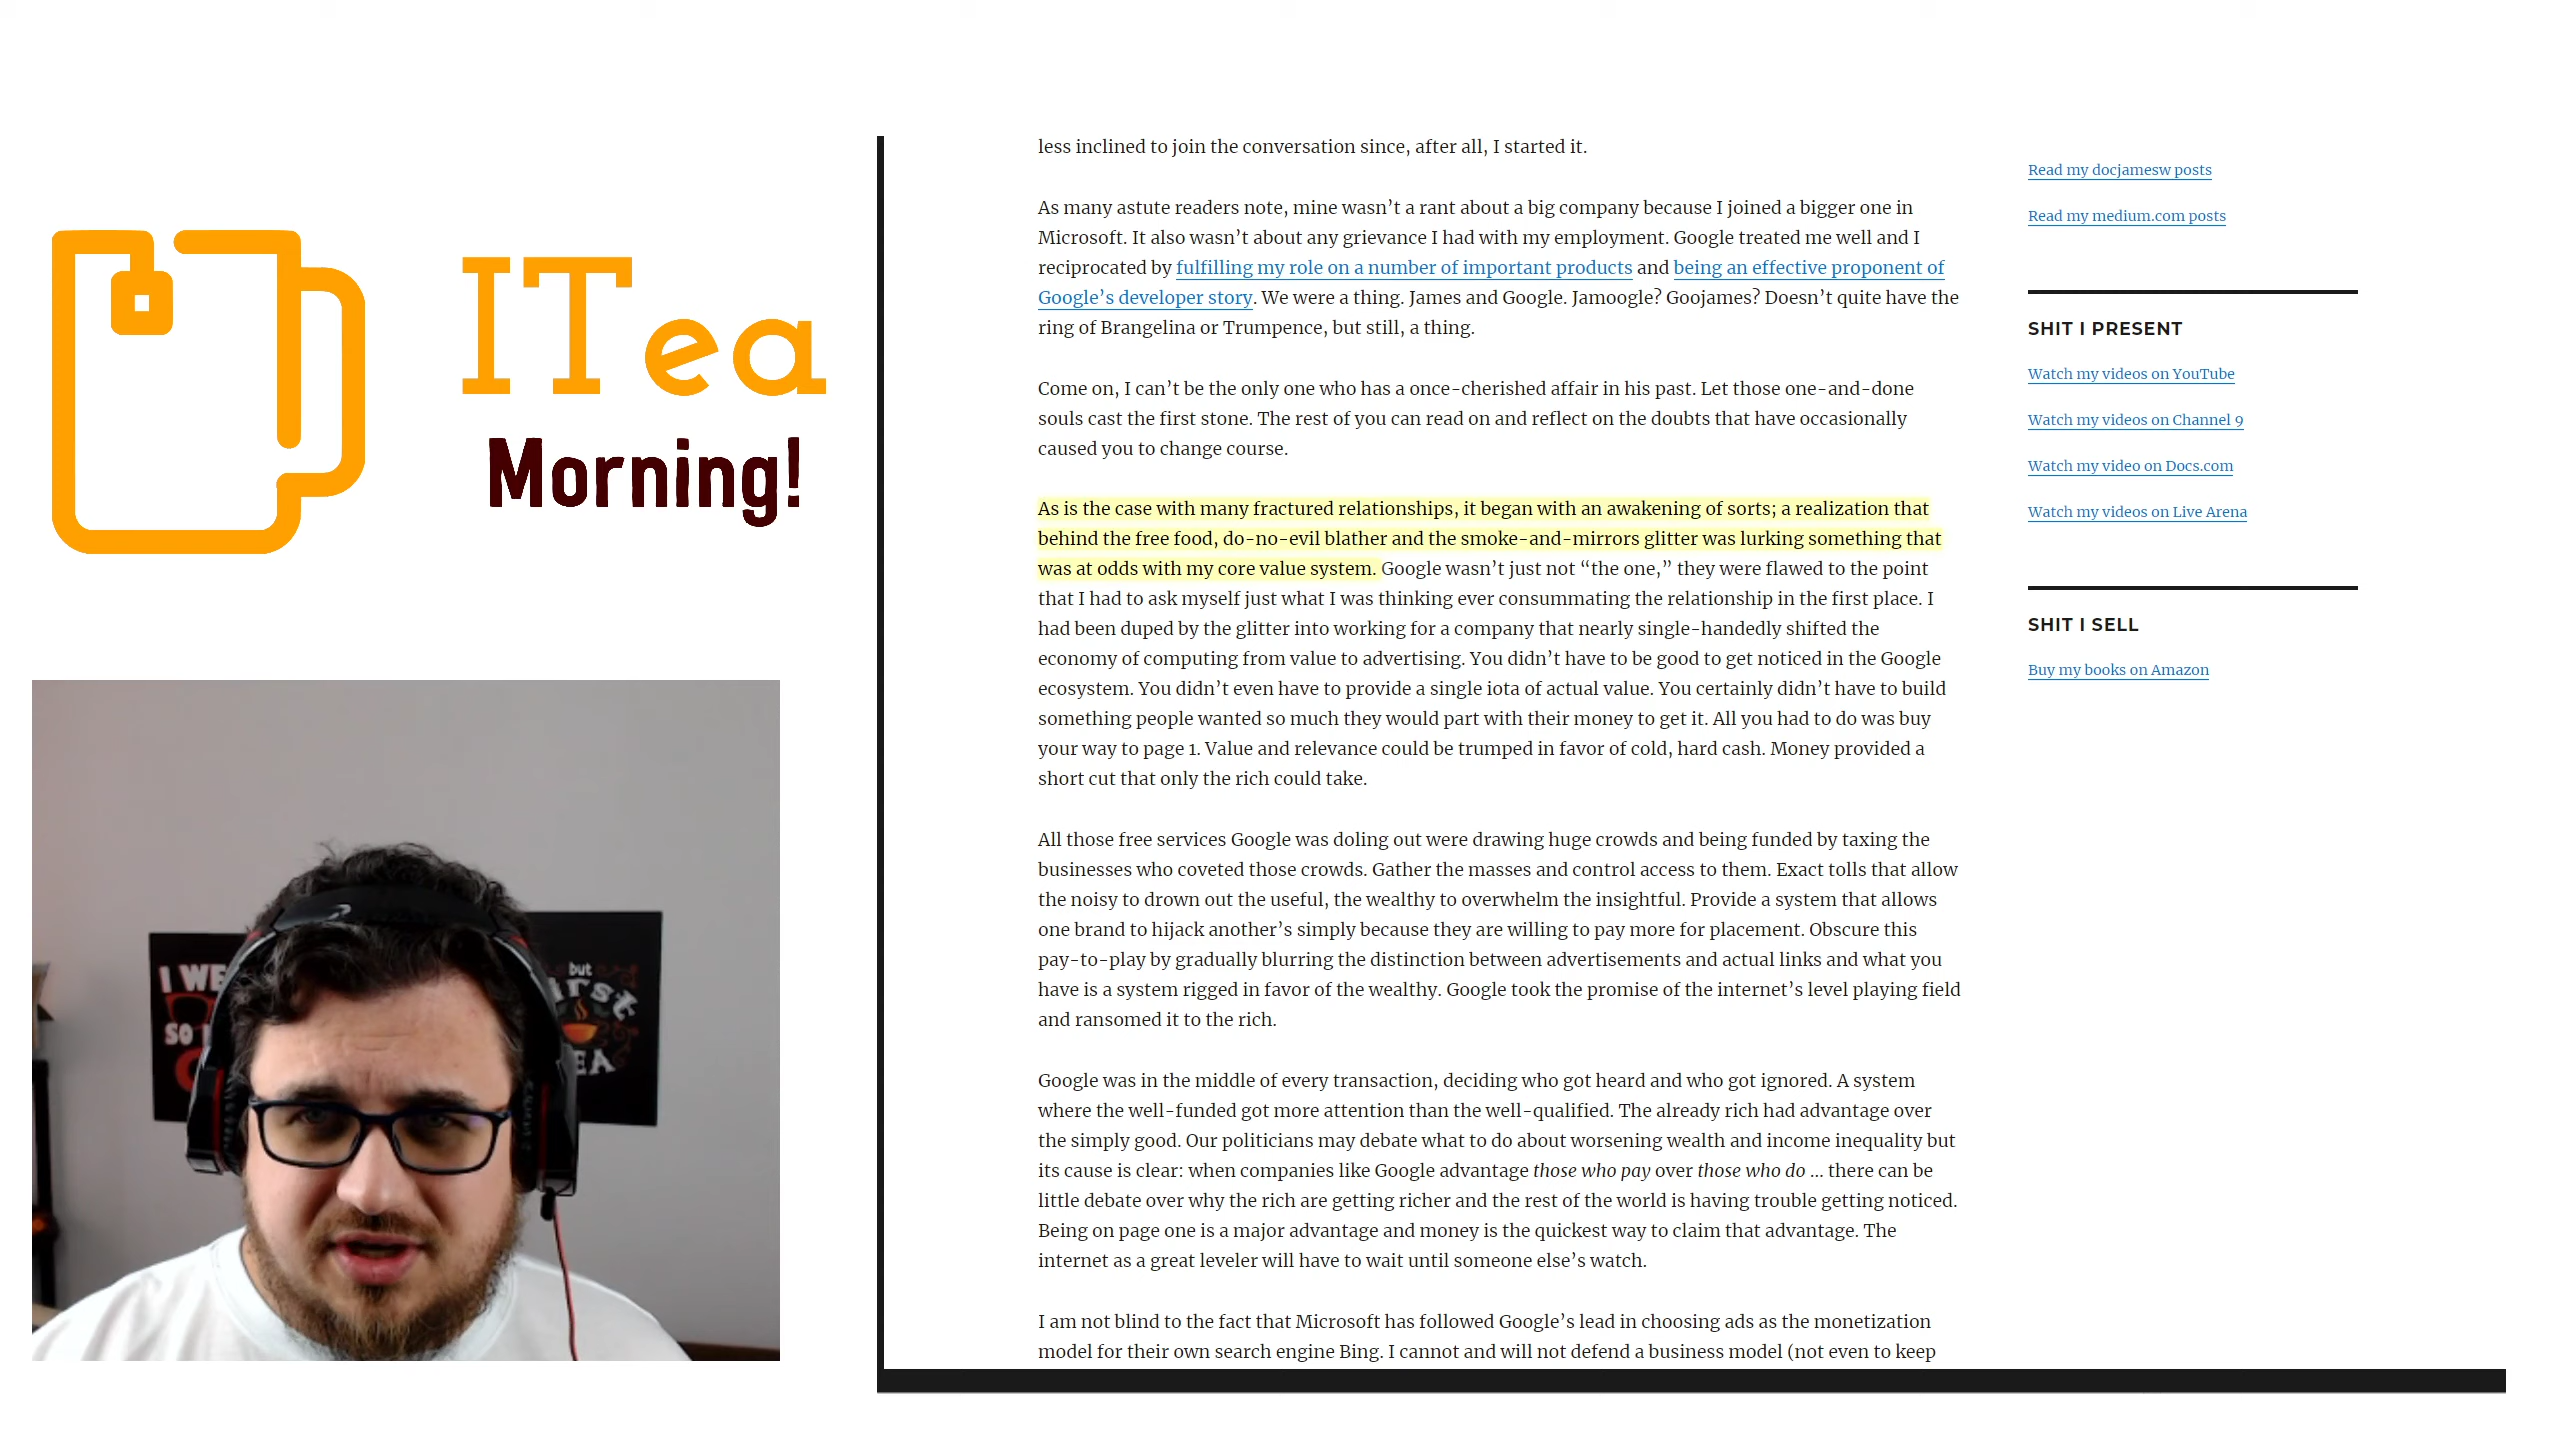 ITea
Morning!
I WE
SO
but
irst
EA
less inclined to join the conversation since, after all, I started it.
As many astute readers note, mine wasn’t a rant about a big company because I joined a bigger one in
Microsoft. It also wasn’t about any grievance I had with my employment. Google treated me well and I
reciprocated by fulfilling my role on a number of important products and being an effective proponent of
Google’s developer story. We were a thing. James and Google. Jamoogle? Goojames? Doesn’t quite have the
ring of Brangelina or Trumpence, but still, a thing.
Come on, I can’t be the only one who has a once-cherished affair in his past. Let those one-and-done
souls cast the first stone. The rest of you can read on and reflect on the doubts that have occasionally
caused you to change course.
As is the case with many fractured relationships, it began with an awakening of sorts; a realization that
behind the free food, do-no-evil blather and the smoke-and-mirrors glitter was lurking something that
was at odds with my core value system. Google wasn’t just not “the one,” they were flawed to the point
that I had to ask myself just what I was thinking ever consummating the relationship in the first place. I
had been duped by the glitter into working for a company that nearly single-handedly shifted the
economy of computing from value to advertising. You didn’t have to be good to get noticed in the Google
ecosystem. You didn’t even have to provide a single iota of actual value. You certainly didn’t have to build
something people wanted so much they would part with their money to get it. All you had to do was buy
your way to page 1. Value and relevance could be trumped in favor of cold, hard cash. Money provided a
short cut that only the rich could take.
All those free services Google was doling out were drawing huge crowds and being funded by taxing the
businesses who coveted those crowds. Gather the masses and control access to them. Exact tolls that allow
the noisy to drown out the useful, the wealthy to overwhelm the insightful. Provide a system that allows
one brand to hijack another’s simply because they are willing to pay more for placement. Obscure this
pay-to-play by gradually blurring the distinction between advertisements and actual links and what you
have is a system rigged in favor of the wealthy. Google took the promise of the internet’s level playing field
and ransomed it to the rich.
Google was in the middle of every transaction, deciding who got heard and who got ignored. A system
where the well-funded got more attention than the well-qualified. The already rich had advantage over
the simply good. Our politicians may debate what to do about worsening wealth and income inequality but
its cause is clear: when companies like Google advantage those who pay over those who do … there can be
little debate over why the rich are getting richer and the rest of the world is having trouble getting noticed.
Being on page one is a major advantage and money is the quickest way to claim that advantage. The
internet as a great leveler will have to wait until someone else’s watch.
I am not blind to the fact that Microsoft has followed Google’s lead in choosing ads as the monetization
model for their own search engine Bing. I cannot and will not defend a business model (not even to keep
Read my docjamesw posts
Read my medium.com posts
SHIT I PRESENT
Watch my videos on YouTube
Watch my videos on Channel 9
Watch my video on Docs.com
Watch my videos on Live Arena
SHIT I SELL
Buy my books on Amazon